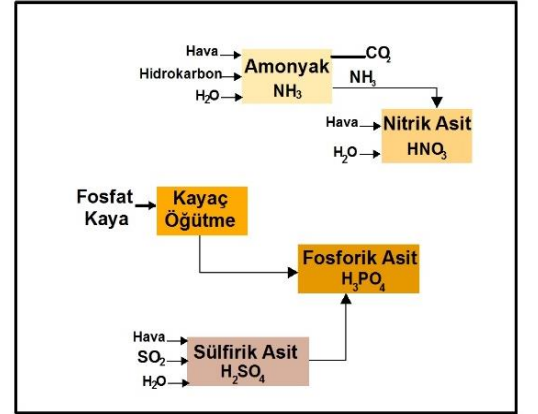 Hava
Hidrokarbon
H₂O
Amonyak
NH₃
CO₂
NH₃
Hava
H₂O
Nitrik Asit
HNO₃
Fosfat
Kaya
Kayaç
Öğütme
Fosforik Asit
H₃PO₄
Hava
SO₂
H₂O
Sülfirik Asit
H₂SO₄